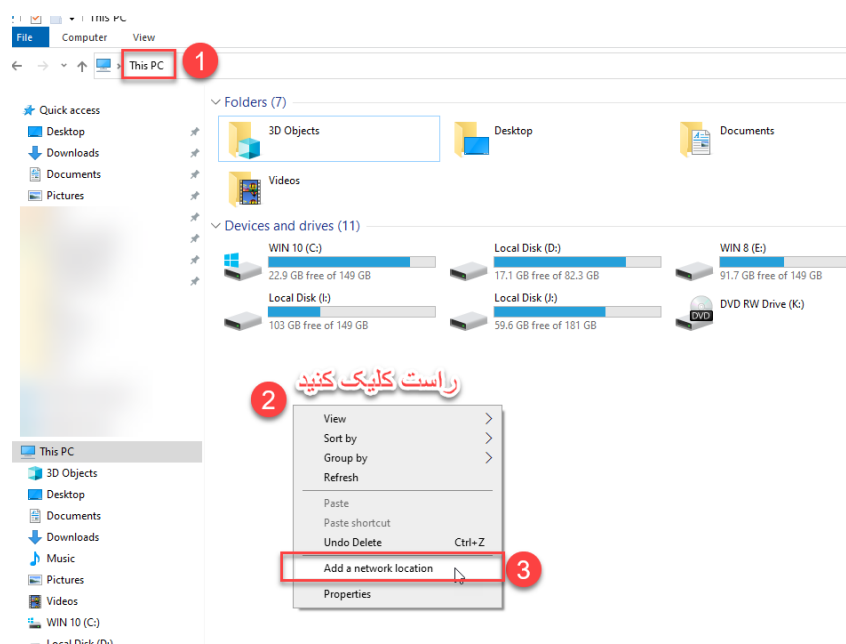 This PC
File Computer View
This PC
1
Quick access
Desktop
Downloads
Documents
Pictures
This PC
3D Objects
Desktop
Documents
Downloads
Music
Pictures
Videos
WIN 10 (C:)
Local Disk (D:)
Folders (7)
3D Objects
Desktop
Documents
Videos
Devices and drives (11)
WIN 10 (C:)
22.9 GB free of 149 GB
Local Disk (D:)
17.1 GB free of 82.3 GB
WIN 8 (E:)
91.7 GB free of 149 GB
Local Disk (I:)
103 GB free of 149 GB
Local Disk (J:)
59.6 GB free of 181 GB
DVD RW Drive (K:)
DVD
راست کلیک کنید
2
View
Sort by
Group by
Refresh
Paste
Paste shortcut
Undo Delete Ctrl+Z
Add a network location
3
Properties